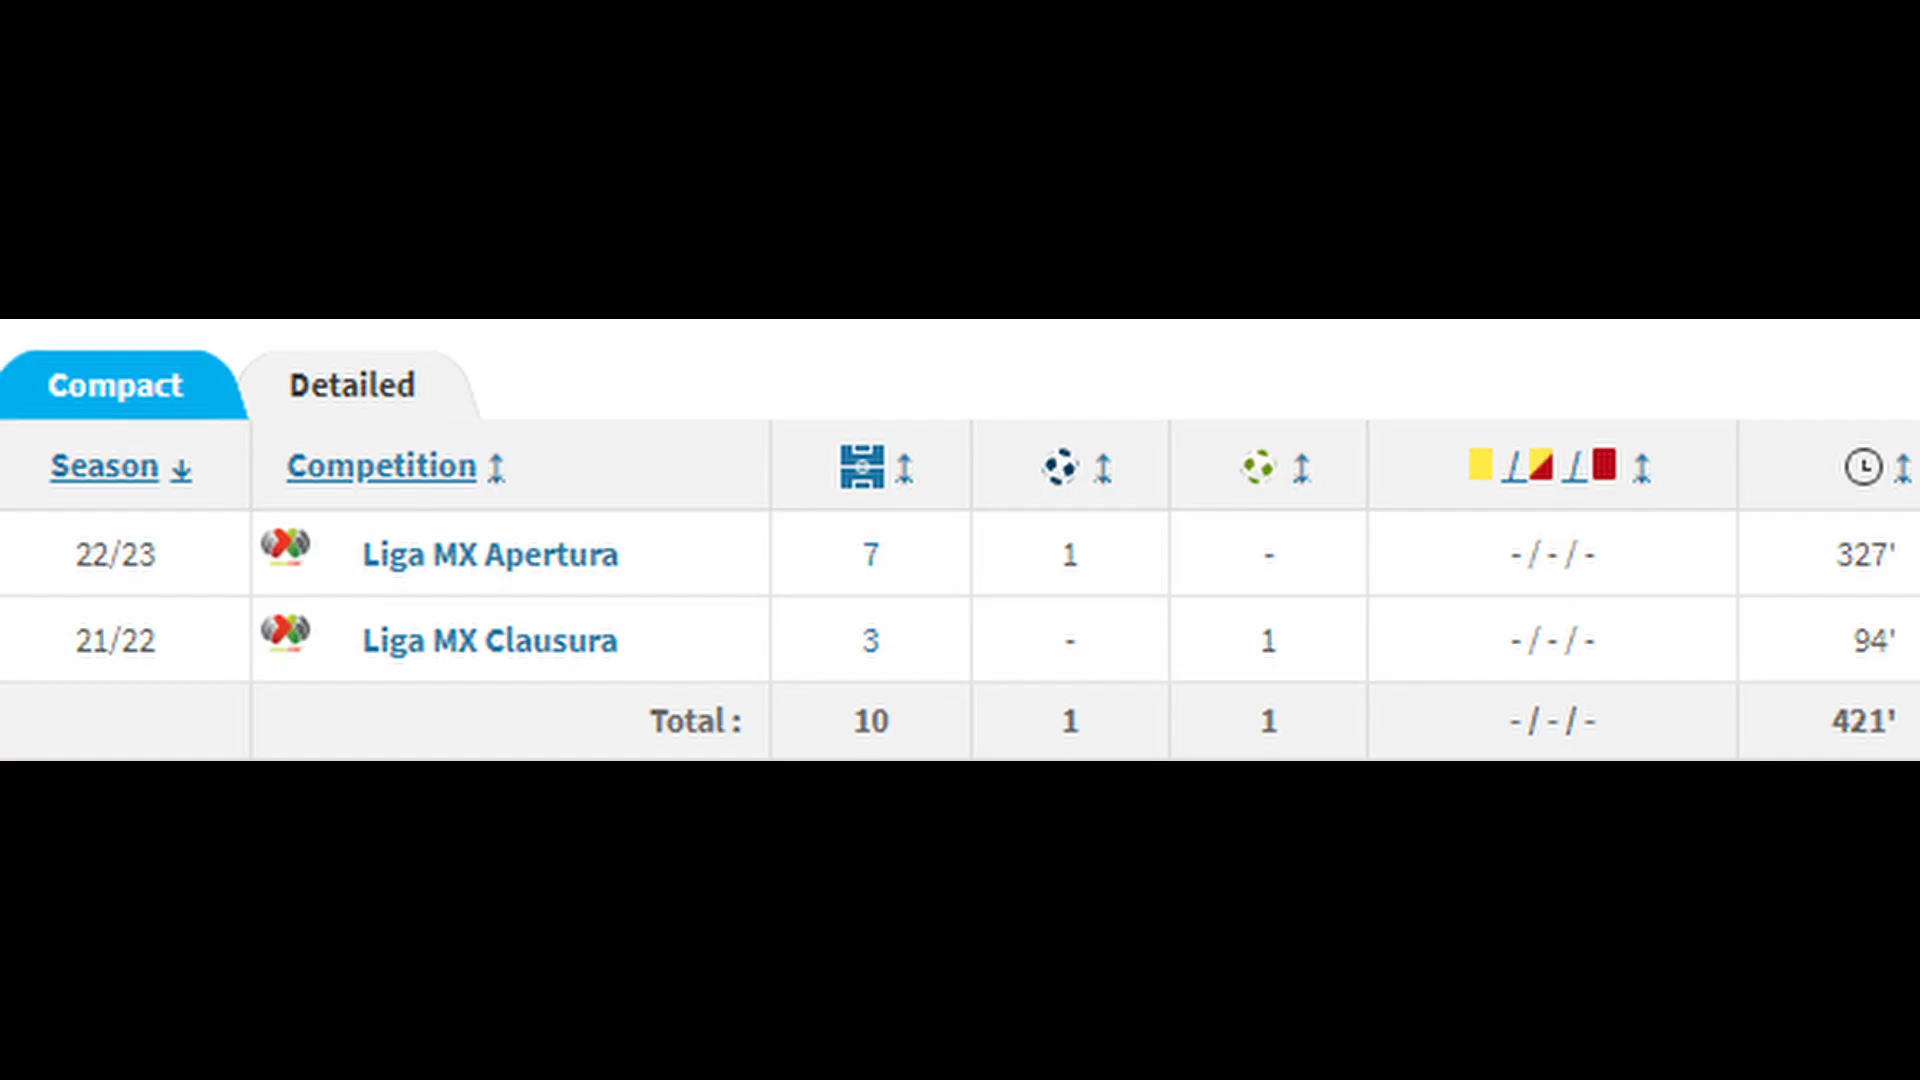 Compact Detailed
Season Competition
22/23 Liga MX Apertura 7 1 - - / - / - 327'
21/22 Liga MX Clausura 3 - 1 - / - / - 94'
Total : 10 1 1 - / - / - 421'